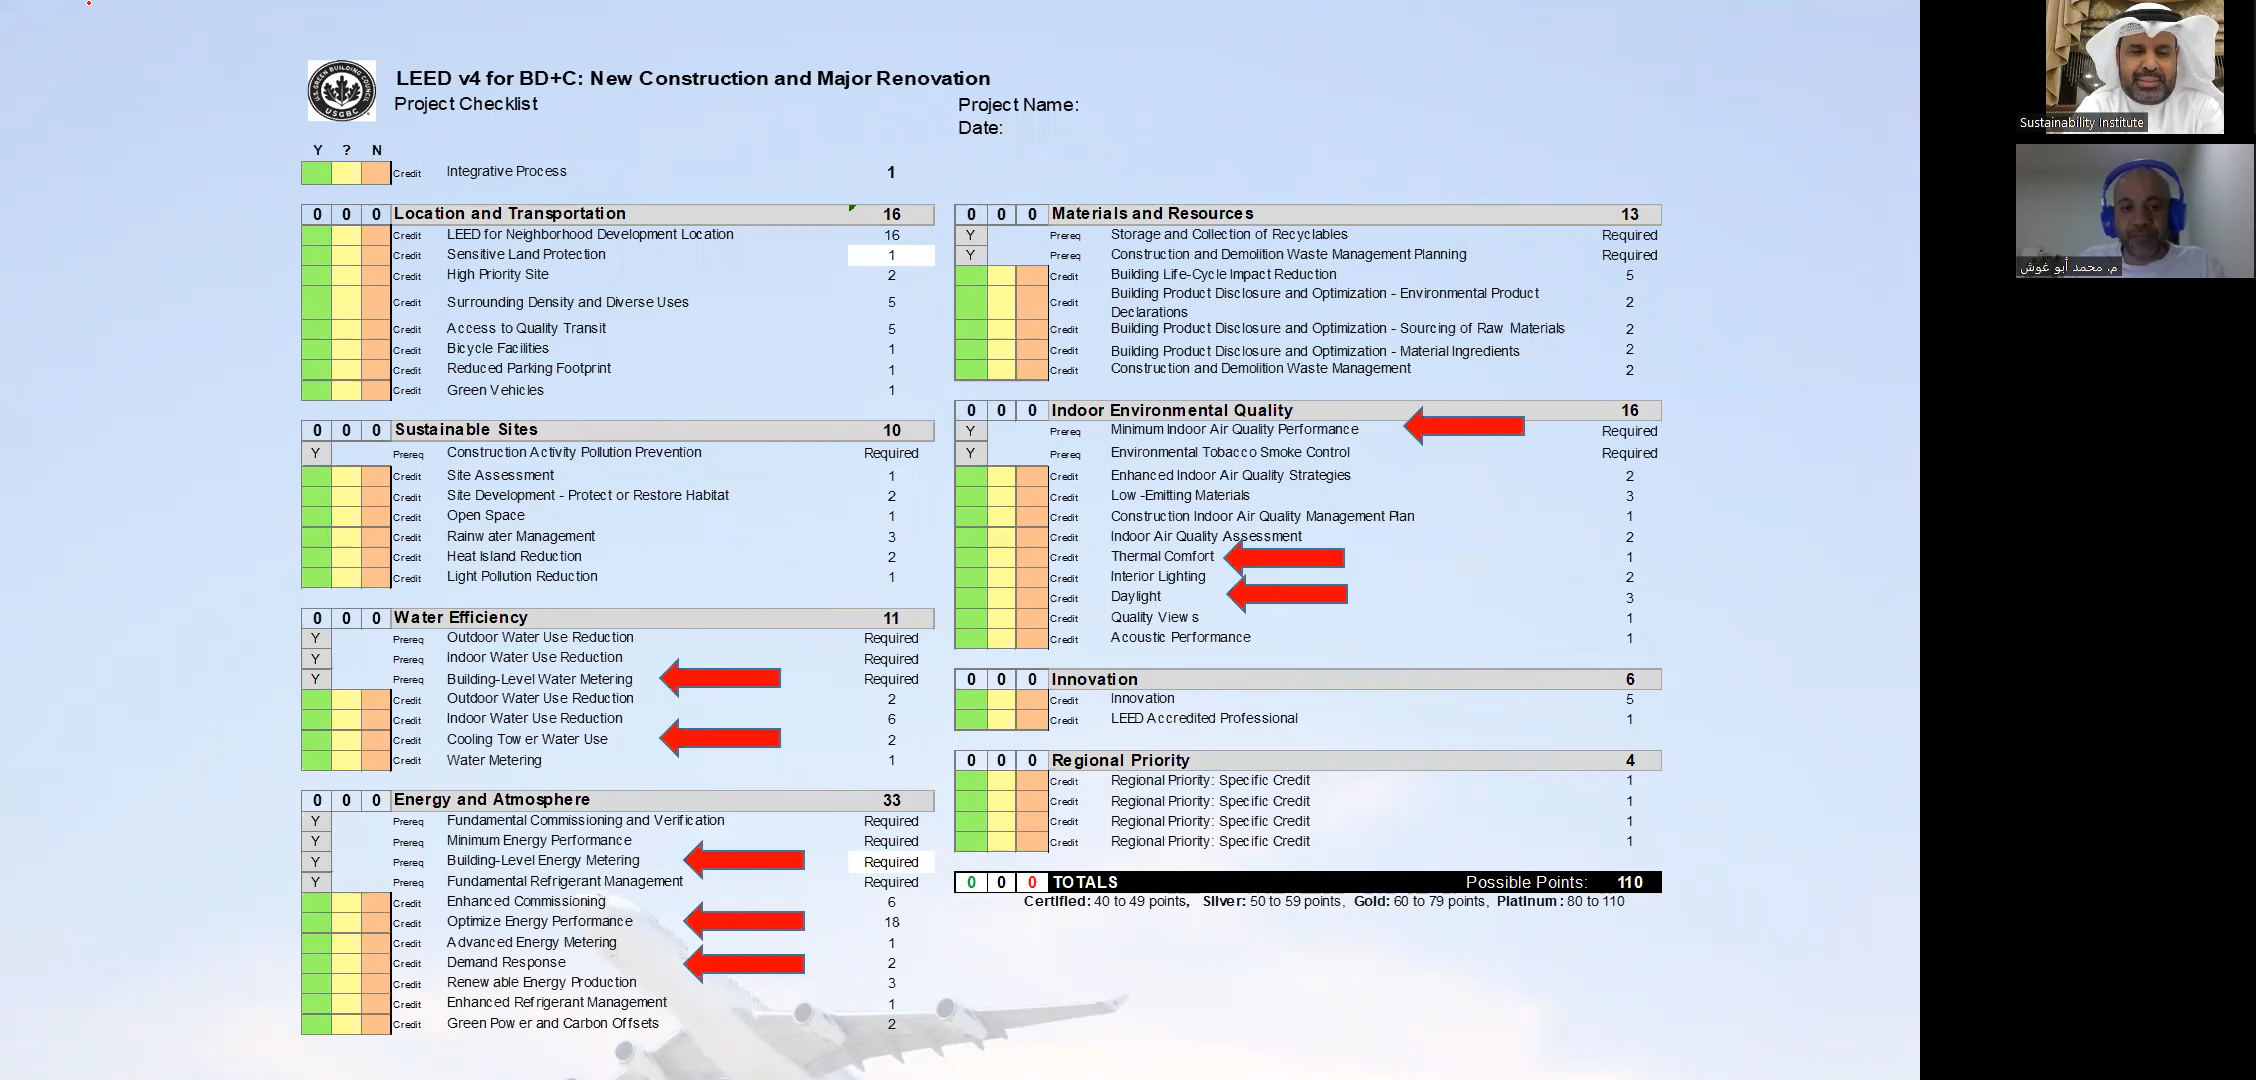 LEED v4 for BD+C: New Construction and Major Renovation
Project Checklist
Project Name:
Date:
Y ? N
Credit Integrative Process 1
0 0 0 Location and Transportation 16
Credit LEED for Neighborhood Development Location 16
Credit Sensitive Land Protection 1
Credit High Priority Site 2
Credit Surrounding Density and Diverse Uses 5
Credit Access to Quality Transit 5
Credit Bicycle Facilities 1
Credit Reduced Parking Footprint 1
Credit Green Vehicles 1
0 0 0 Sustainable Sites 10
Y Prereq Construction Activity Pollution Prevention Required
Credit Site Assessment 1
Credit Site Development - Protect or Restore Habitat 2
Credit Open Space 1
Credit Rainwater Management 3
Credit Heat Island Reduction 2
Credit Light Pollution Reduction 1
0 0 0 Water Efficiency 11
Y Prereq Outdoor Water Use Reduction Required
Y Prereq Indoor Water Use Reduction Required
Y Prereq Building-Level Water Metering Required
Credit Outdoor Water Use Reduction 2
Credit Indoor Water Use Reduction 6
Credit Cooling Tower Water Use 2
Credit Water Metering 1
0 0 0 Energy and Atmosphere 33
Y Prereq Fundamental Commissioning and Verification Required
Y Prereq Minimum Energy Performance Required
Y Prereq Building-Level Energy Metering Required
Y Prereq Fundamental Refrigerant Management Required
Credit Enhanced Commissioning 6
Credit Optimize Energy Performance 18
Credit Advanced Energy Metering 1
Credit Demand Response 2
Credit Renewable Energy Production 3
Credit Enhanced Refrigerant Management 1
Credit Green Power and Carbon Offsets 2
0 0 0 Materials and Resources 13
Y Prereq Storage and Collection of Recyclables Required
Y Prereq Construction and Demolition Waste Management Planning Required
Credit Building Life-Cycle Impact Reduction 5
Credit Building Product Disclosure and Optimization - Environmental Product
Declarations 2
Credit Building Product Disclosure and Optimization - Sourcing of Raw Materials 2
Credit Building Product Disclosure and Optimization - Material Ingredients 2
Credit Construction and Demolition Waste Management 2
0 0 0 Indoor Environmental Quality 16
Y Prereq Minimum Indoor Air Quality Performance Required
Y Prereq Environmental Tobacco Smoke Control Required
Credit Enhanced Indoor Air Quality Strategies 2
Credit Low-Emitting Materials 3
Credit Construction Indoor Air Quality Management Plan 1
Credit Indoor Air Quality Assessment 2
Credit Thermal Comfort 1
Credit Interior Lighting 2
Credit Daylight 3
Credit Quality Views 1
Credit Acoustic Performance 1
0 0 0 Innovation 6
Credit Innovation 5
Credit LEED Accredited Professional 1
0 0 0 Regional Priority 4
Credit Regional Priority: Specific Credit 1
Credit Regional Priority: Specific Credit 1
Credit Regional Priority: Specific Credit 1
Credit Regional Priority: Specific Credit 1
0 0 0 TOTALS Possible Points: 110
Certified: 40 to 49 points, Silver: 50 to 59 points, Gold: 60 to 79 points, Platinum: 80 to 110
U.S. GREEN BUILDING COUNCIL
USGBC
Sustainability Institute
م. محمد أبو غوش